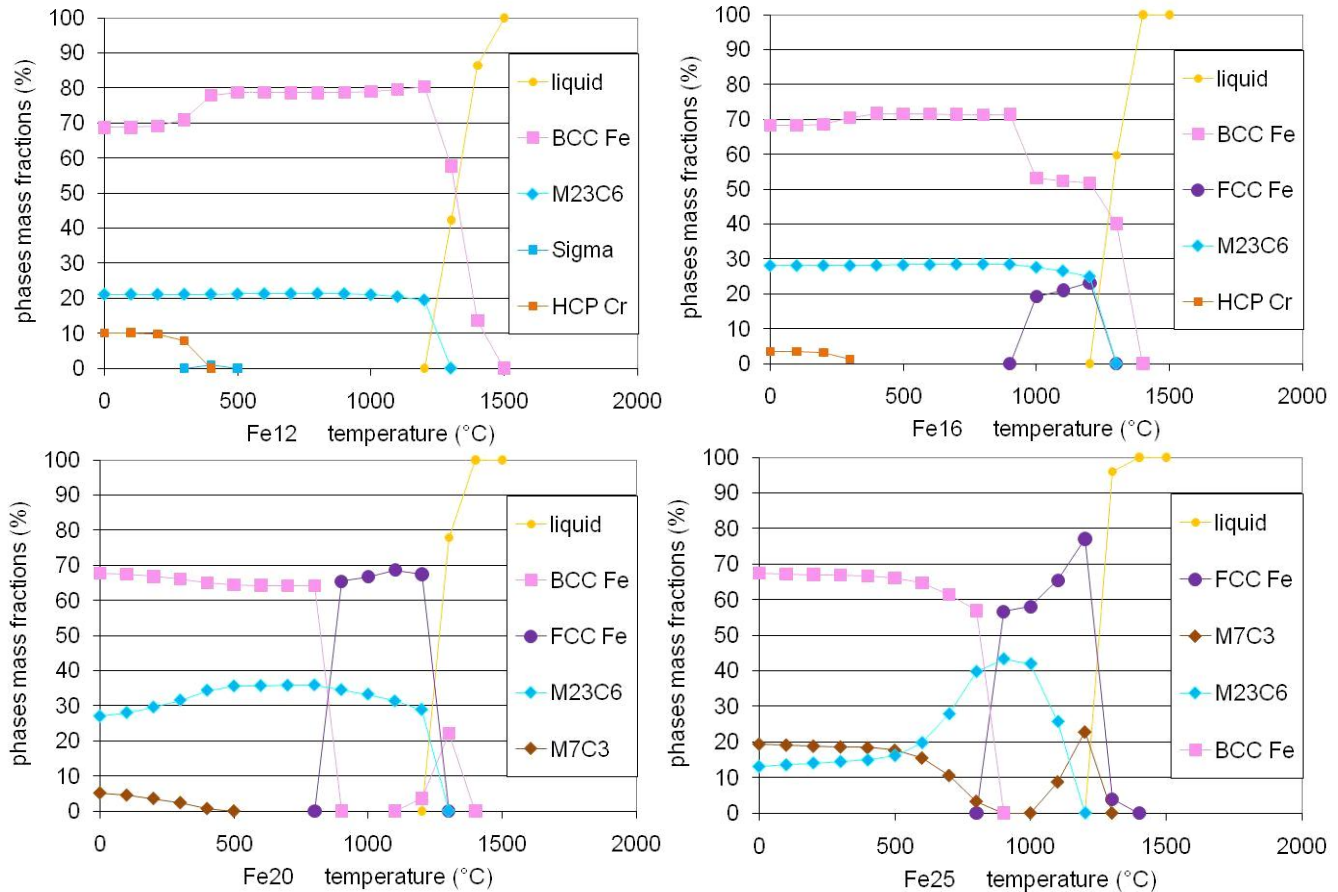 phases mass fractions (%)
100
90
80
70
60
50
40
30
20
10
0
0 500 1000 1500 2000
Fe12 temperature (°C)
liquid
BCC Fe
M23C6
Sigma
HCP Cr
phases mass fractions (%)
100
90
80
70
60
50
40
30
20
10
0
0 500 1000 1500 2000
Fe16 temperature (°C)
liquid
BCC Fe
FCC Fe
M23C6
HCP Cr
phases mass fractions (%)
100
90
80
70
60
50
40
30
20
10
0
0 500 1000 1500 2000
Fe20 temperature (°C)
liquid
BCC Fe
FCC Fe
M23C6
M7C3
phases mass fractions (%)
100
90
80
70
60
50
40
30
20
10
0
0 500 1000 1500 2000
Fe25 temperature (°C)
liquid
FCC Fe
M7C3
M23C6
BCC Fe